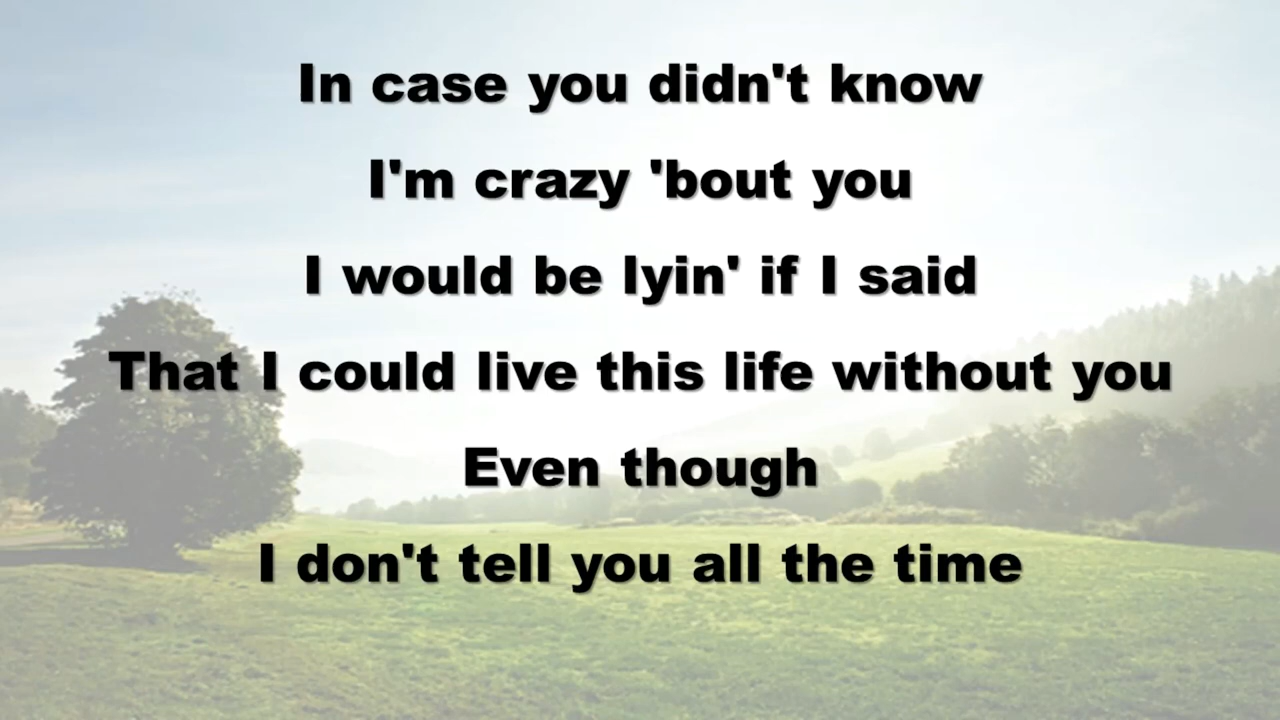 In case you didn't know
I'm crazy 'bout you
I would be lyin' if I said
That I could live this life without you
Even though
I don't tell you all the time